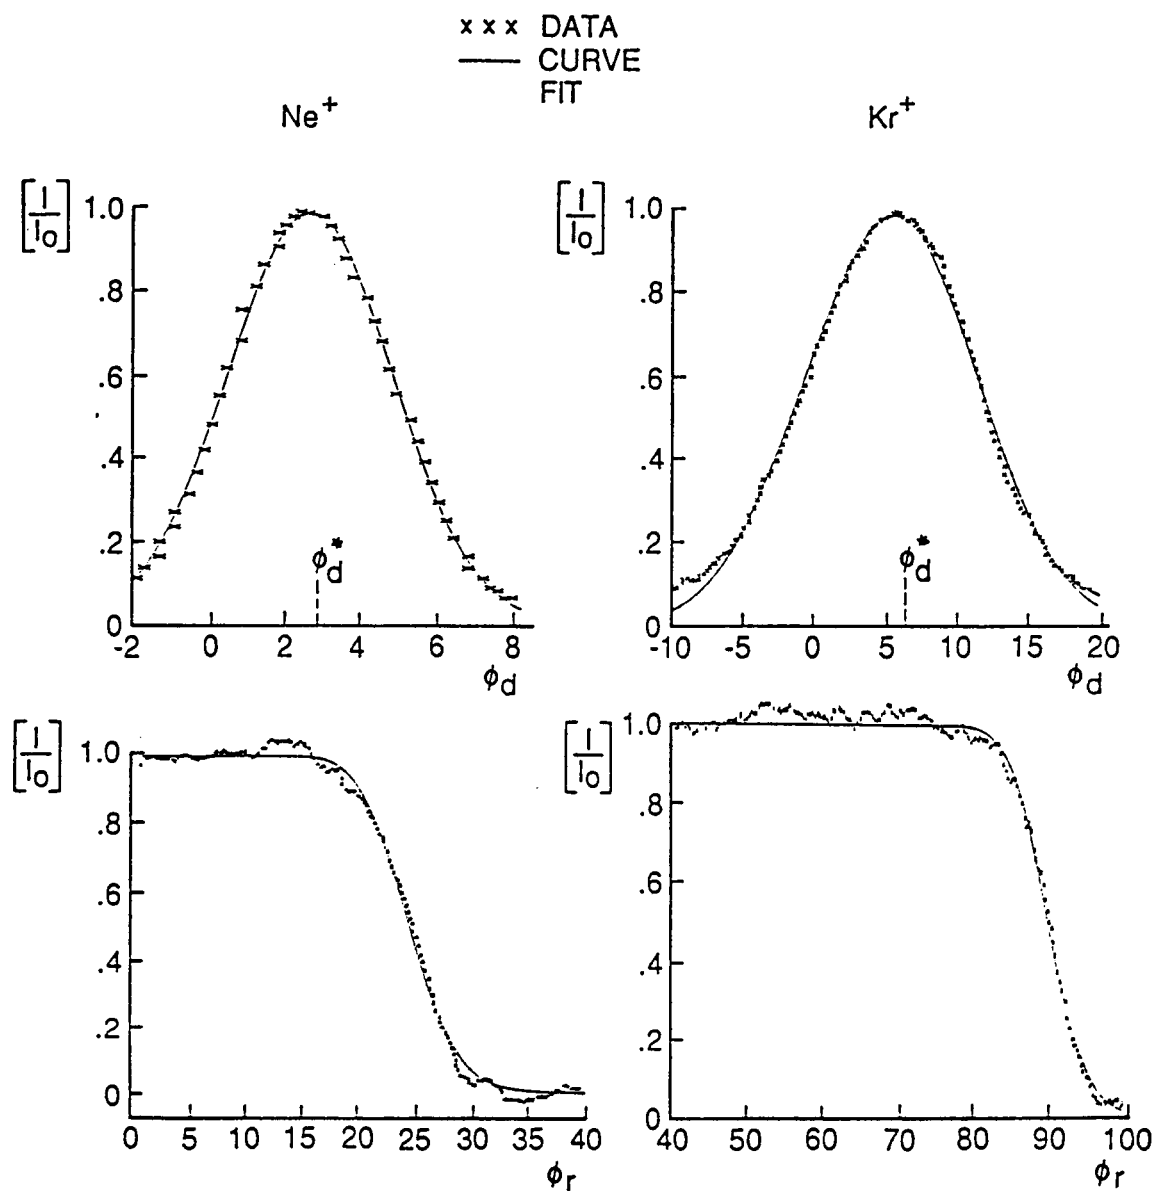 ××× DATA
— CURVE
FIT
Ne⁺
Kr⁺
[I/I₀]
1.0
.8
.6
.4
.2
0
-2 0 2 4 6 8
ϕd*
ϕd
[I/I₀]
1.0
.8
.6
.4
.2
0
-10 -5 0 5 10 15 20
ϕd*
ϕd
[I/I₀]
1.0
.8
.6
.4
.2
0
0 5 10 15 20 25 30 35 40
ϕr
[I/I₀]
1.0
.8
.6
.4
.2
0
40 50 60 70 80 90 100
ϕr